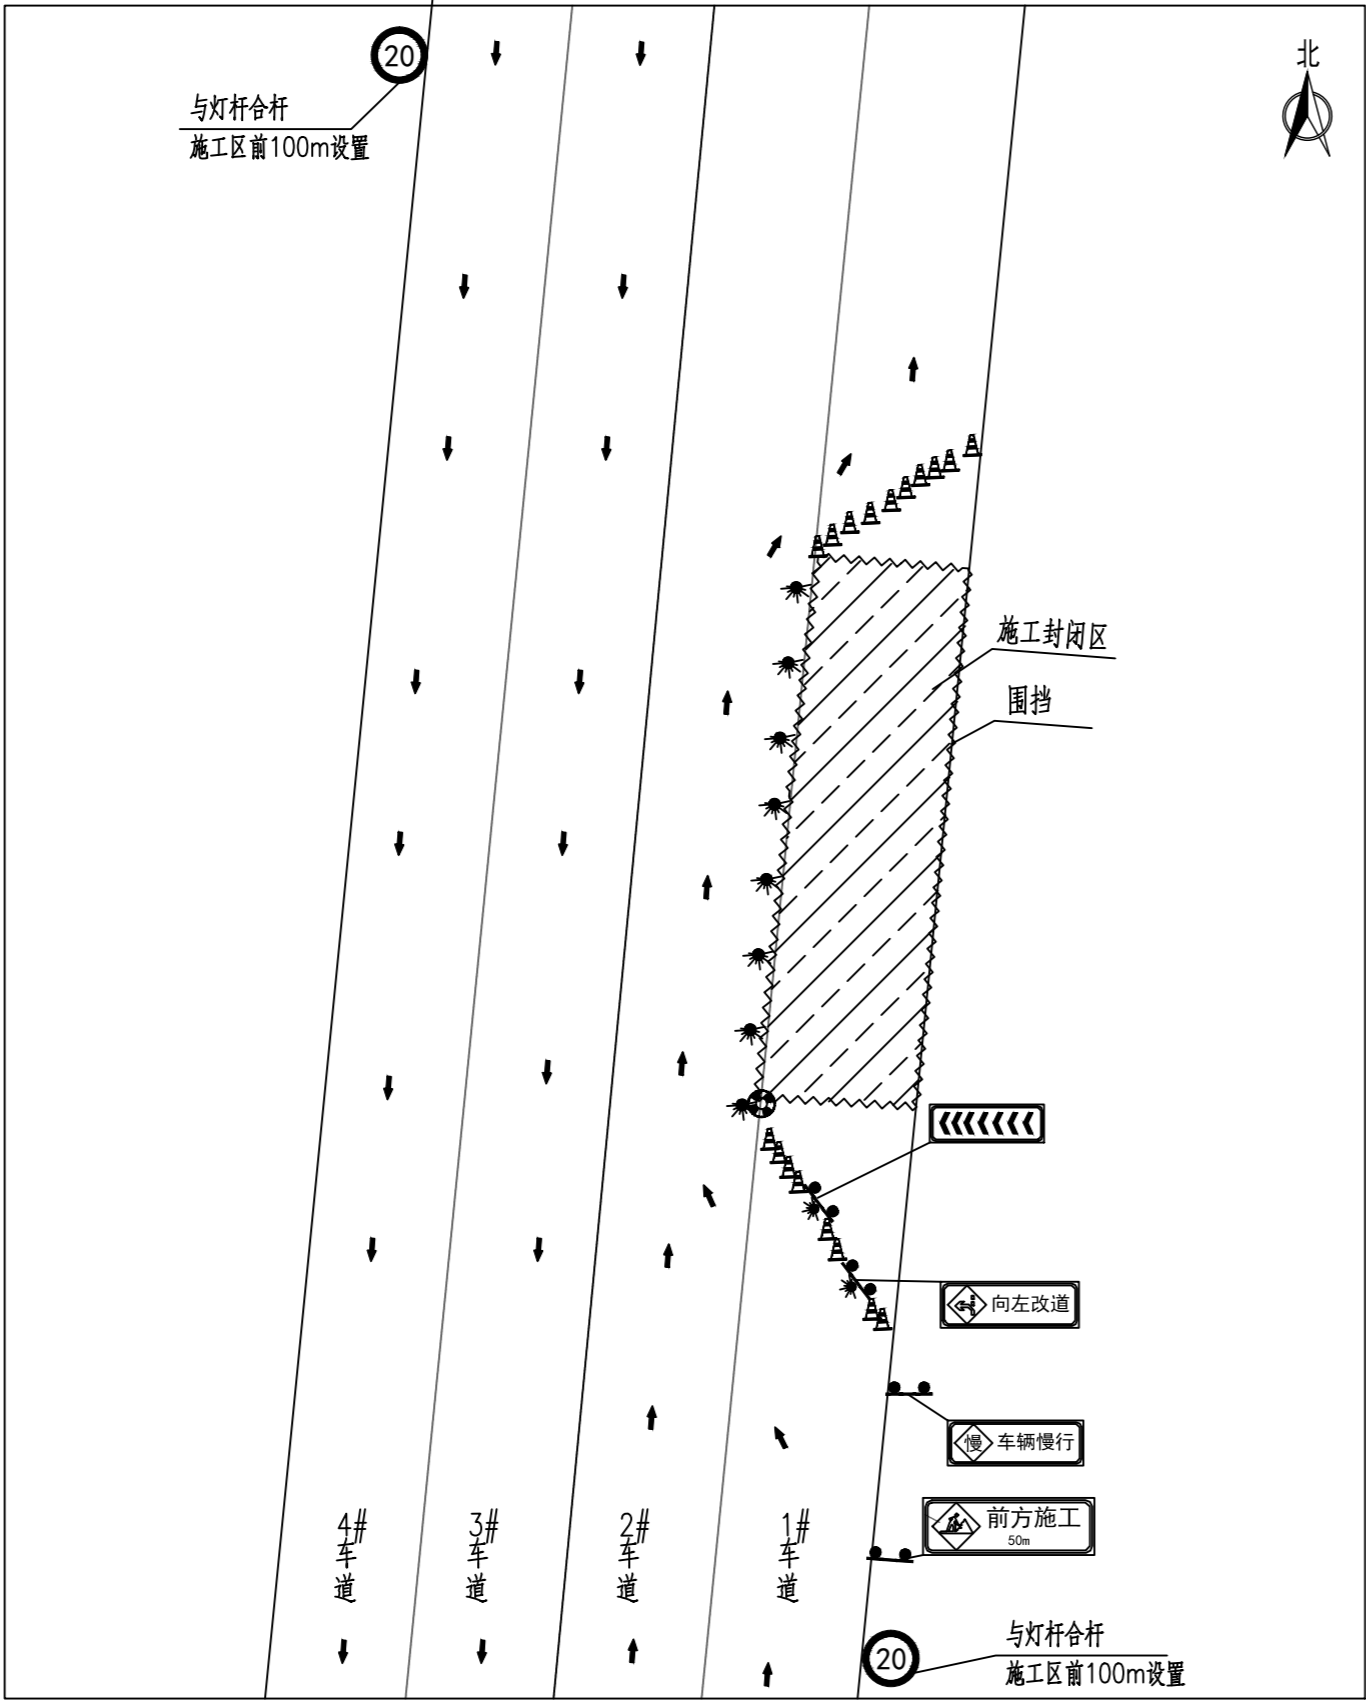 20
北
与灯杆合杆
施工区前100m设置
施工封闭区
围挡
向左改道
慢 车辆慢行
前方施工
50m
4#车道
3#车道
2#车道
1#车道
20
与灯杆合杆
施工区前100m设置